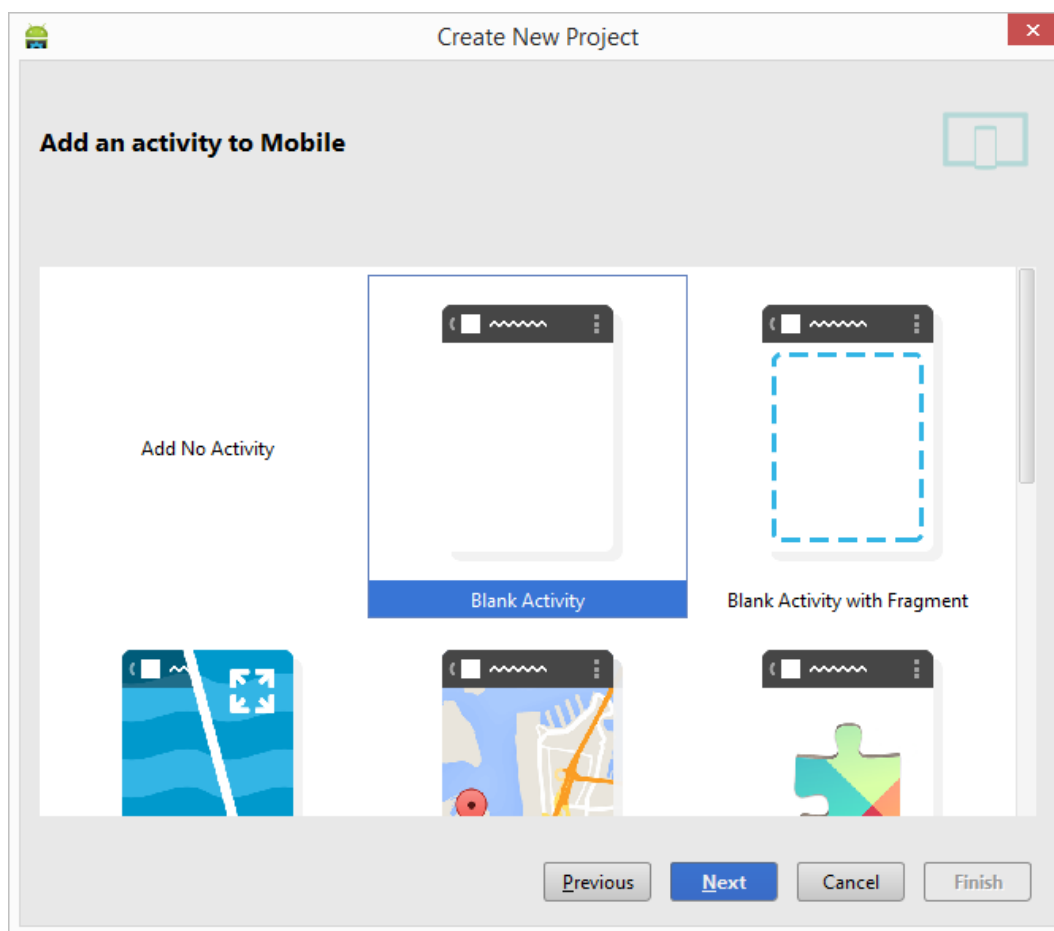 Create New Project
Add an activity to Mobile
Add No Activity
Blank Activity
Blank Activity with Fragment
Previous
Next
Cancel
Finish